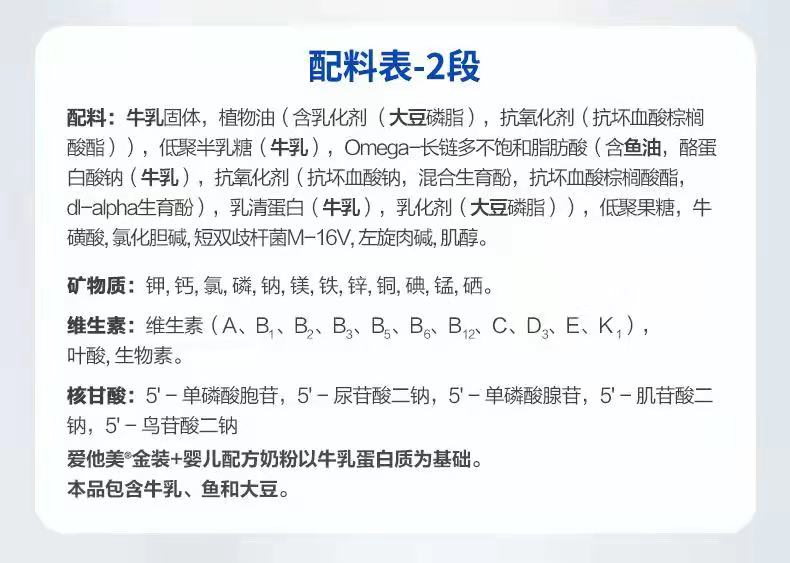 配料表-2段
配料：牛乳固体，植物油（含乳化剂（大豆磷脂），抗氧化剂（抗坏血酸棕榈
酸酯）），低聚半乳糖（牛乳），Omega-长链多不饱和脂肪酸（含鱼油，酪蛋
白酸钠（牛乳），抗氧化剂（抗坏血酸钠，混合生育酚，抗坏血酸棕榈酸酯，
dl-alpha生育酚），乳清蛋白（牛乳），乳化剂（大豆磷脂）），低聚果糖，牛
磺酸，氯化胆碱，短双歧杆菌M-16V，左旋肉碱，肌醇。
矿物质：钾，钙，氯，磷，钠，镁，铁，锌，铜，碘，锰，硒。
维生素：维生素（A、B₁、B₂、B₃、B₅、B₆、B₁₂、C、D₃、E、K₁），
叶酸，生物素。
核甘酸：5'-单磷酸胞苷，5'-尿苷酸二钠，5'-单磷酸腺苷，5'-肌苷酸二
钠，5'-鸟苷酸二钠
爱他美®金装+婴儿配方奶粉以牛乳蛋白质为基础。
本品包含牛乳、鱼和大豆。